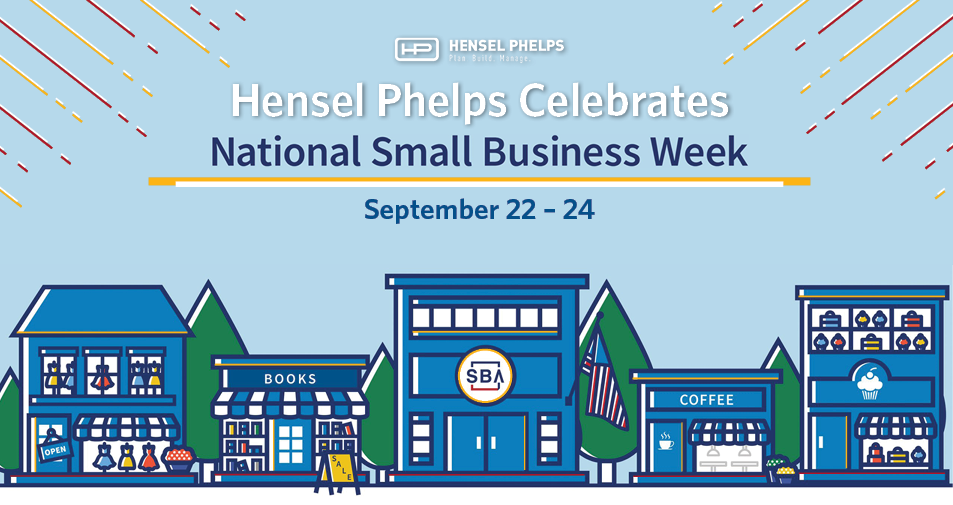 HP HENSEL PHELPS
Plan. Build. Manage.
Hensel Phelps Celebrates
National Small Business Week
September 22 – 24
BOOKS
SBA
COFFEE
OPEN
SALE